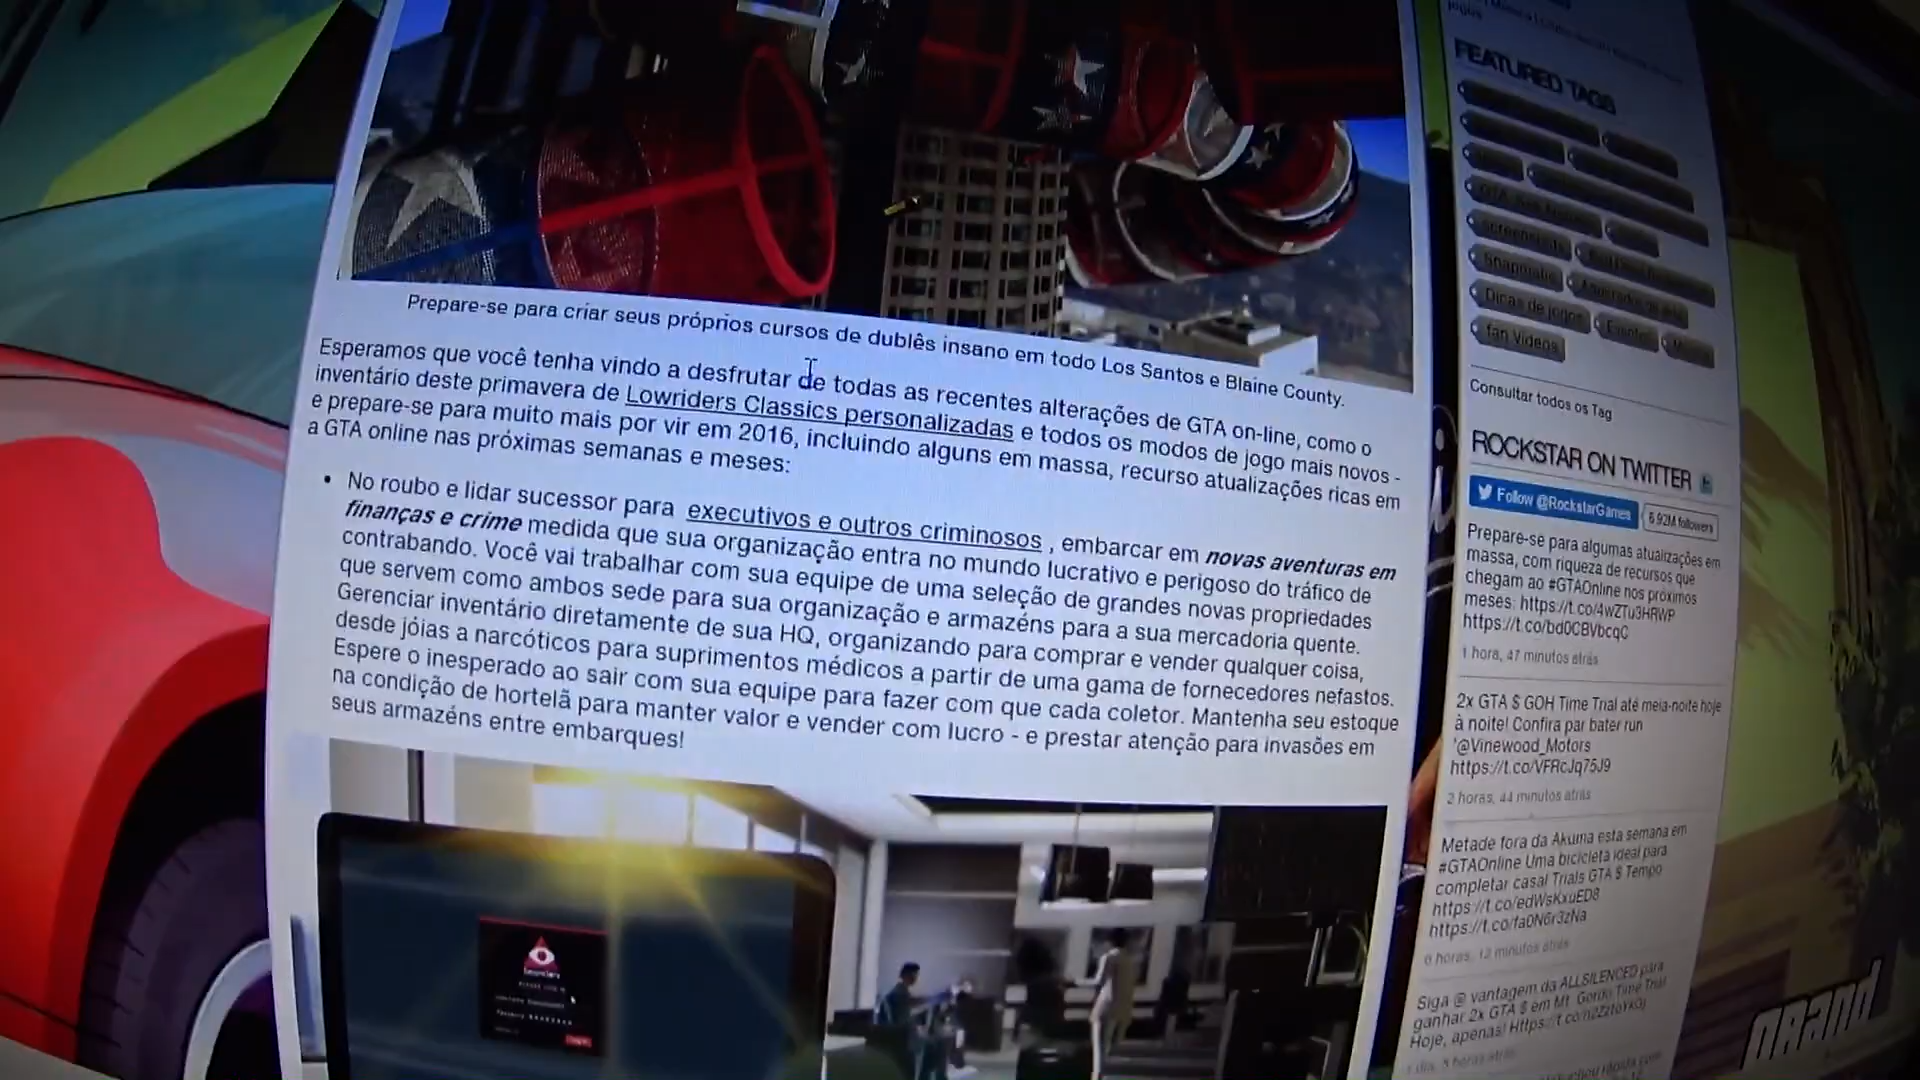 Prepare-se para criar seus próprios cursos de dublês insano em todo Los Santos e Blaine County.
Esperamos que você tenha vindo a desfrutar de todas as recentes alterações de GTA on-line, como o
inventário deste primavera de Lowriders Classics personalizadas e todos os modos de jogo mais novos -
e prepare-se para muito mais por vir em 2016, incluindo alguns em massa, recurso atualizações ricas em
a GTA online nas próximas semanas e meses:
• No roubo e lidar sucessor para executivos e outros criminosos , embarcar em novas aventuras em
finanças e crime medida que sua organização entra no mundo lucrativo e perigoso do tráfico de
contrabando. Você vai trabalhar com sua equipe de uma seleção de grandes novas propriedades
que servem como ambos sede para sua organização e armazéns para a sua mercadoria quente.
Gerenciar inventário diretamente de sua HQ, organizando para comprar e vender qualquer coisa,
desde jóias a narcóticos para suprimentos médicos a partir de uma gama de fornecedores nefastos.
Espere o inesperado ao sair com sua equipe para fazer com que cada coletor. Mantenha seu estoque
na condição de hortelã para manter valor e vender com lucro - e prestar atenção para invasões em
seus armazéns entre embarques!
jogos
FEATURED TAGS
Screenshots
Snapmatic
Dicas de jogos
Eventos
fan Videos
Consultar todos os Tag
ROCKSTAR ON TWITTER
Follow @RockstarGames
6.92M followers
Prepare-se para algumas atualizações em
massa, com riqueza de recursos que
chegam ao #GTAOnline nos próximos
meses: https://t.co/4wZTu3HRWP
https://t.co/bd0CBVbcqC
1 hora, 47 minutos atrás
2x GTA $ GOH Time Trial até meia-noite hoje
à noite! Confira par bater run
'@Vinewood_Motors
https://t.co/VFRcJq75J9
2 horas, 44 minutos atrás
Metade fora da Akuma esta semana em
#GTAOnline Uma bicicleta ideal para
completar casal Trials GTA $ Tempo
https://t.co/edWsKxuED8
https://t.co/fa0N6r3zNa
6 horas, 12 minutos atrás
Siga @ vantagem da ALLSILENCED para
ganhar 2x GTA $ em Mt. Gordo Time Trial
Hoje, apenas!
grand